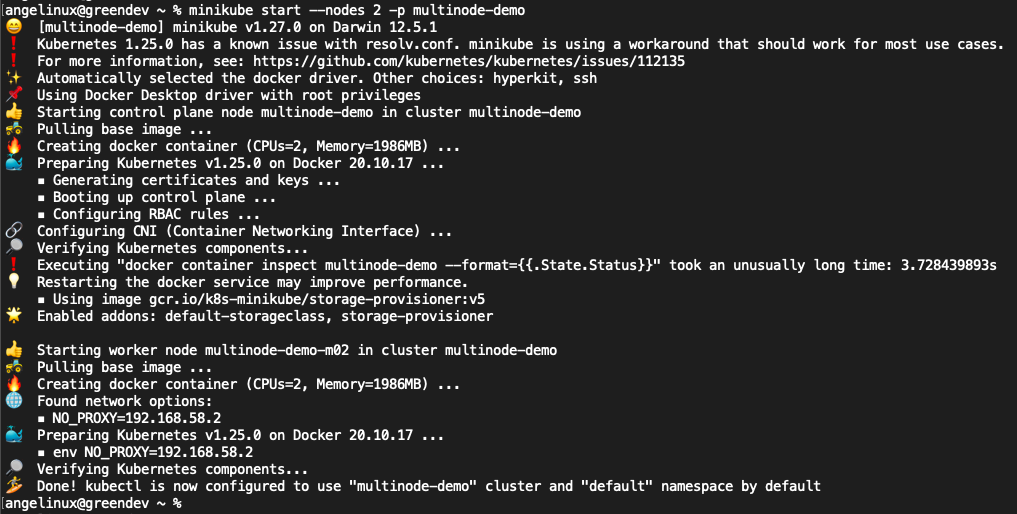 [angelinux@greendev ~ % minikube start --nodes 2 -p multinode-demo
😄 [multinode-demo] minikube v1.27.0 on Darwin 12.5.1
❗ Kubernetes 1.25.0 has a known issue with resolv.conf. minikube is using a workaround that should work for most use cases.
❗ For more information, see: https://github.com/kubernetes/kubernetes/issues/112135
✨ Automatically selected the docker driver. Other choices: hyperkit, ssh
📌 Using Docker Desktop driver with root privileges
👍 Starting control plane node multinode-demo in cluster multinode-demo
🚜 Pulling base image ...
🔥 Creating docker container (CPUs=2, Memory=1986MB) ...
🐳 Preparing Kubernetes v1.25.0 on Docker 20.10.17 ...
▪ Generating certificates and keys ...
▪ Booting up control plane ...
▪ Configuring RBAC rules ...
🔗 Configuring CNI (Container Networking Interface) ...
🔎 Verifying Kubernetes components...
❗ Executing "docker container inspect multinode-demo --format={{.State.Status}}" took an unusually long time: 3.728439893s
💡 Restarting the docker service may improve performance.
▪ Using image gcr.io/k8s-minikube/storage-provisioner:v5
🌟 Enabled addons: default-storageclass, storage-provisioner
👍 Starting worker node multinode-demo-m02 in cluster multinode-demo
🚜 Pulling base image ...
🔥 Creating docker container (CPUs=2, Memory=1986MB) ...
🌐 Found network options:
▪ NO_PROXY=192.168.58.2
🐳 Preparing Kubernetes v1.25.0 on Docker 20.10.17 ...
▪ env NO_PROXY=192.168.58.2
🔎 Verifying Kubernetes components...
🏄 Done! kubectl is now configured to use "multinode-demo" cluster and "default" namespace by default
[angelinux@greendev ~ %